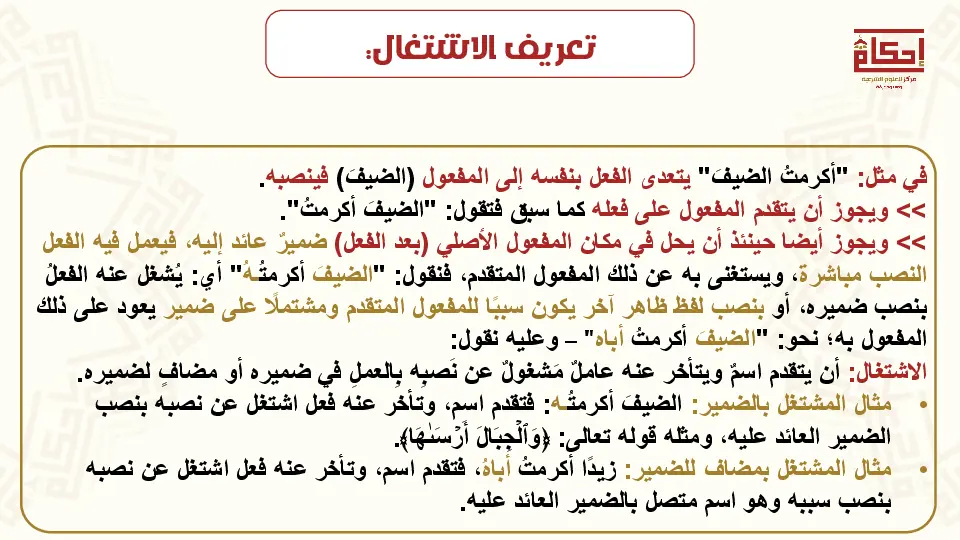 تعريف الاشتغال:
إحكام
مركز للعلوم الشرعية
في مثل: "أكرمتُ الضيفَ" يتعدى الفعل بنفسه إلى المفعول (الضيفَ) فينصبه.
>> ويجوز أن يتقدم المفعول على فعله كما سبق فتقول: "الضيفَ أكرمتُ".
>> ويجوز أيضا حينئذ أن يحل في مكان المفعول الأصلي (بعد الفعل) ضميرٌ عائد إليه، فيعمل فيه الفعل
النصب مباشرة، ويستغنى به عن ذلك المفعول المتقدم، فنقول: "الضيفَ أكرمتُـهُ" أي: يُشغل عنه الفعلُ
بنصب ضميره، أو بنصب لفظ ظاهر آخر يكون سببًا للمفعول المتقدم ومشتملًا على ضمير يعود على ذلك
المفعول به؛ نحو: "الضيفَ أكرمتُ أباه" – وعليه نقول:
الاشتغال: أن يتقدم اسمٌ ويتأخر عنه عاملٌ مَشغولٌ عن نَصبِه بِالعملِ في ضميره أو مضافٍ لضميره.
• مثال المشتغل بالضمير: الضيفَ أكرمتُـه: فتقدم اسم، وتأخر عنه فعل اشتغل عن نصبه بنصب
الضمير العائد عليه، ومثله قوله تعالى: ﴿وَٱلْجِبَالَ أَرْسَىٰهَا﴾.
• مثال المشتغل بمضاف للضمير: زيدًا أكرمتُ أباهُ، فتقدم اسم، وتأخر عنه فعل اشتغل عن نصبه
بنصب سببه وهو اسم متصل بالضمير العائد عليه.